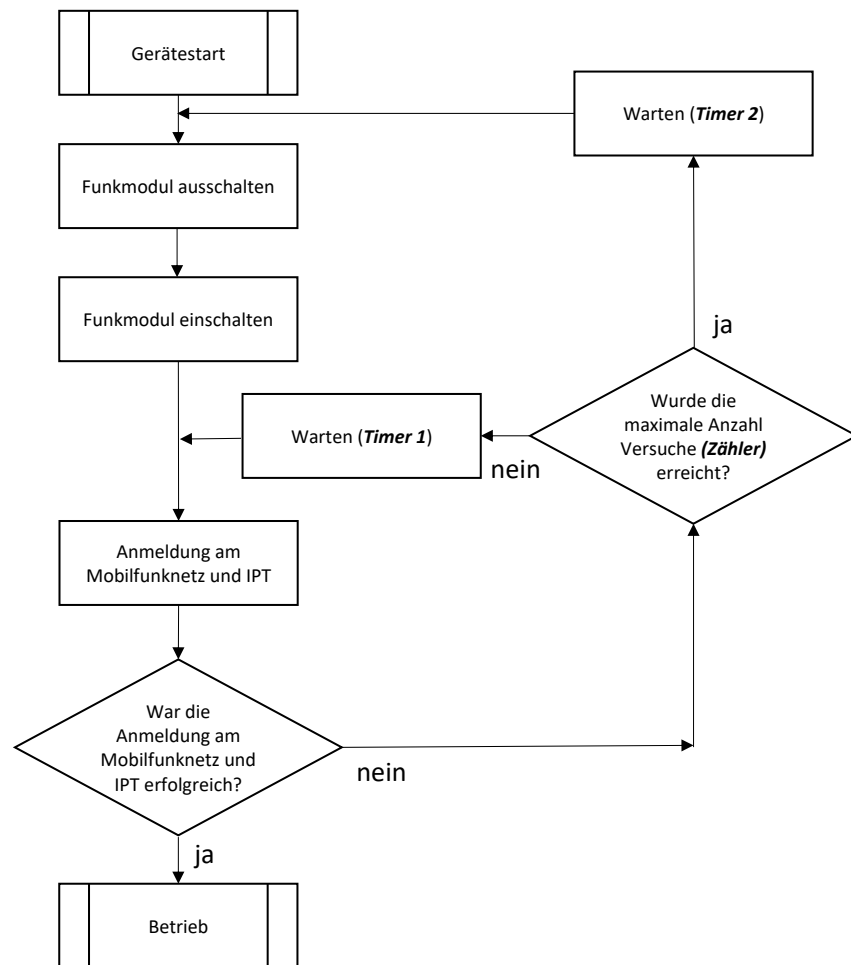 Gerätestart
Warten (Timer 2)
Funkmodul ausschalten
Funkmodul einschalten
ja
Wurde die
maximale Anzahl
Versuche (Zähler)
erreicht?
Warten (Timer 1)
nein
Anmeldung am
Mobilfunknetz und IPT
War die
Anmeldung am
Mobilfunknetz und
IPT erfolgreich?
nein
ja
Betrieb